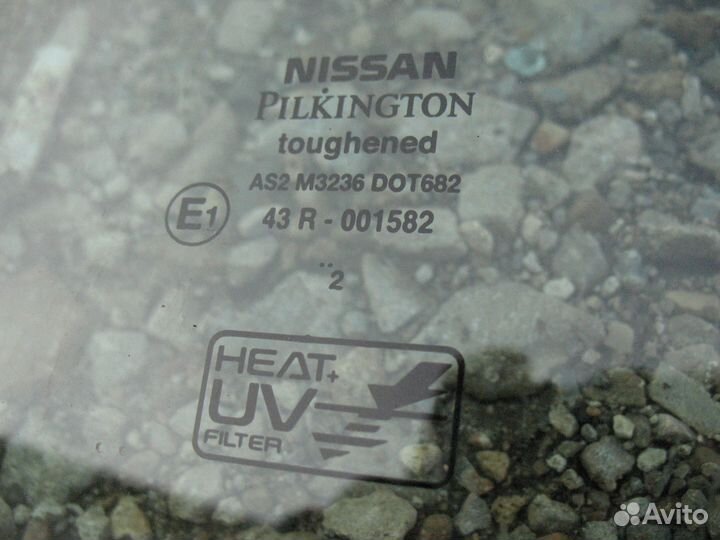 NISSAN
PILKINGTON
toughened
AS2 M3236 DOT682
E1
43 R - 001582
¨2
HEAT+
UV
FILTER
Avito